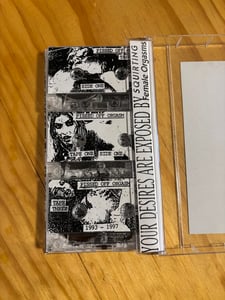 PISSED OFF ORGASM
SIDE ONE
PISSED OFF ORGASM
TAPE ONE SIDE ONE
PISSED OFF ORGASM
TAPE
THREE
1993 - 1997
YOUR DESIRES ARE EXPOSED BY
SQUIRTING
Female Orgasms